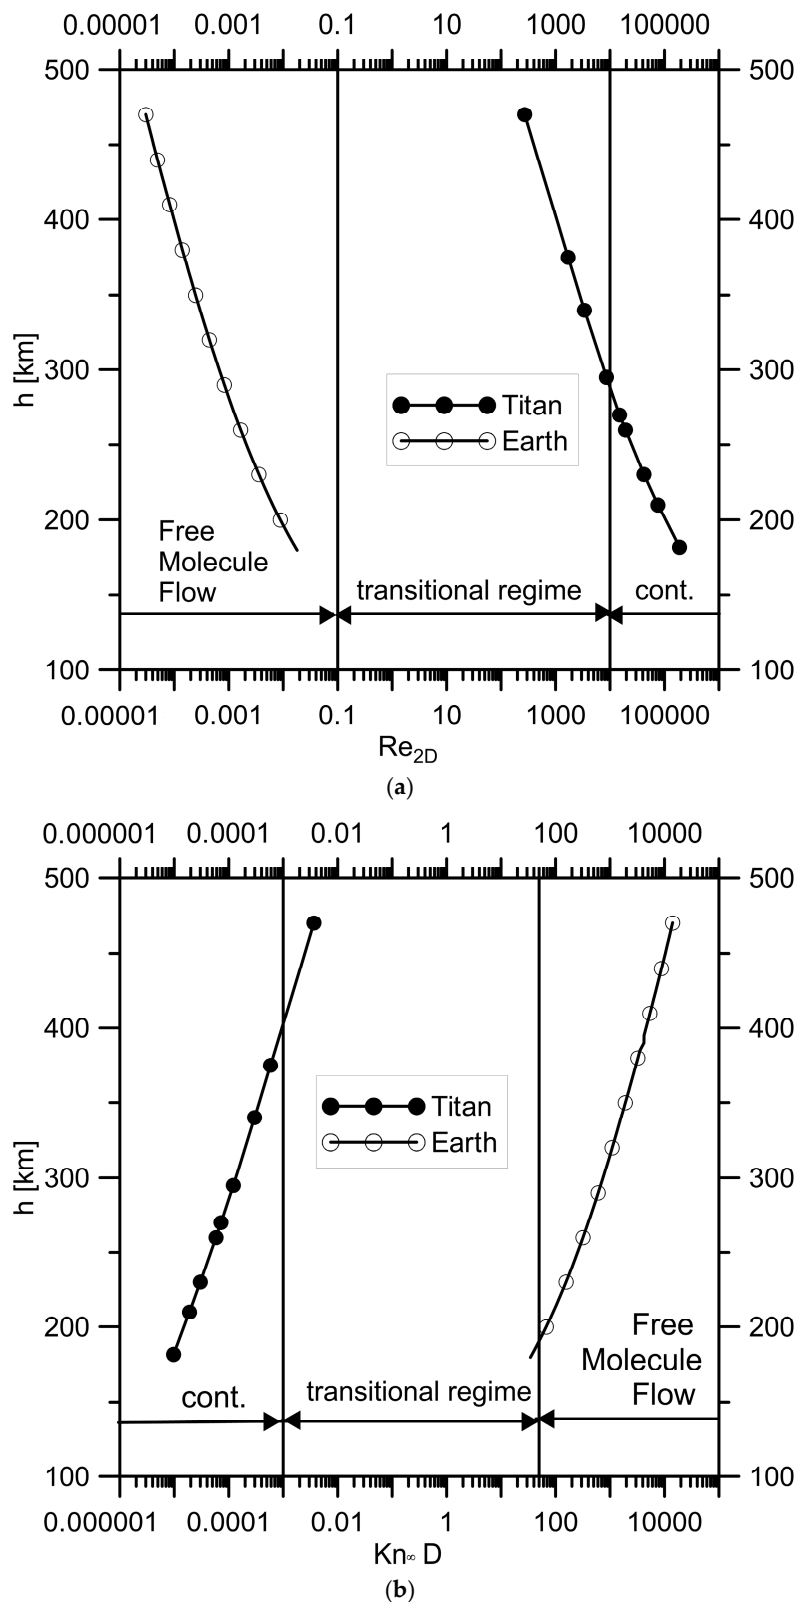 0.00001 0.001 0.1 10 1000 100000
500 500
400 400
h [km]
300 300
Titan
Earth
200 200
Free
Molecule
Flow
transitional regime cont.
100 100
0.00001 0.001 0.1 10 1000 100000
Re2D
(a)
0.000001 0.0001 0.01 1 100 10000
500 500
400 400
h [km]
300 300
Titan
Earth
200 200
Free
Molecule
Flow
cont. transitional regime
100 100
0.000001 0.0001 0.01 1 100 10000
Kn∞ D
(b)